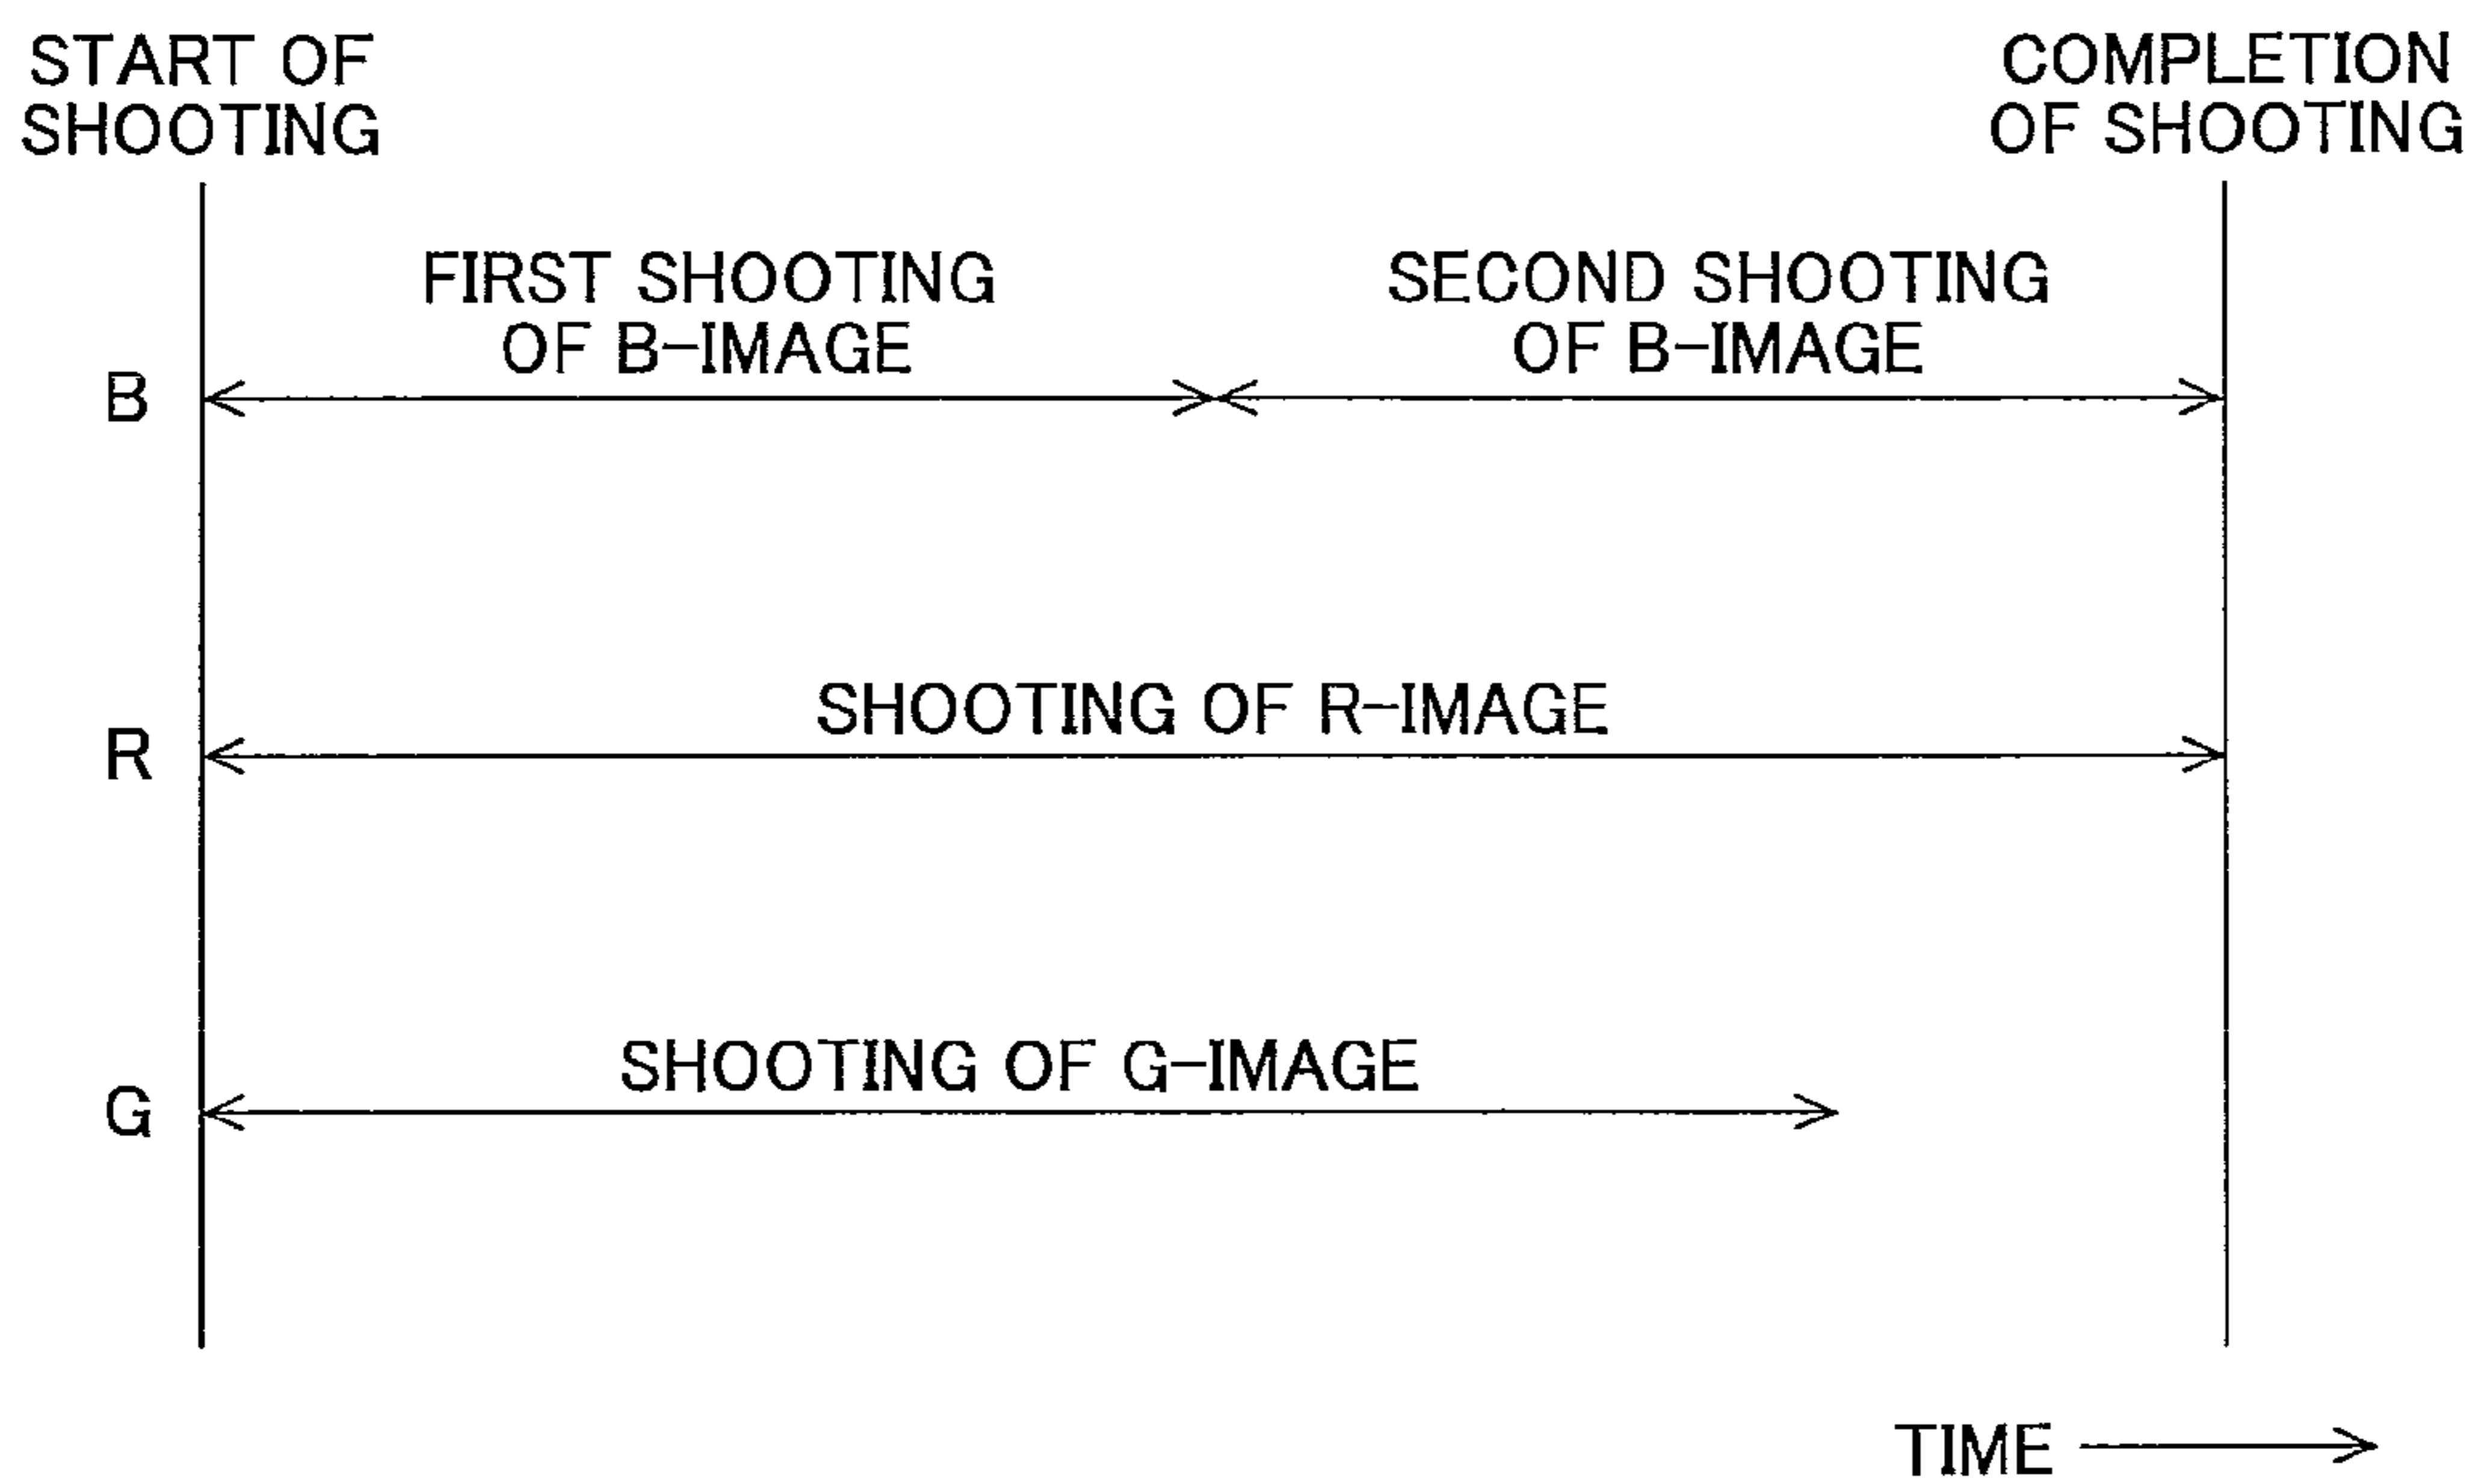 START OF
SHOOTING
COMPLETION
OF SHOOTING
FIRST SHOOTING
OF B-IMAGE
SECOND SHOOTING
OF B-IMAGE
B
SHOOTING OF R-IMAGE
R
SHOOTING OF G-IMAGE
G
TIME